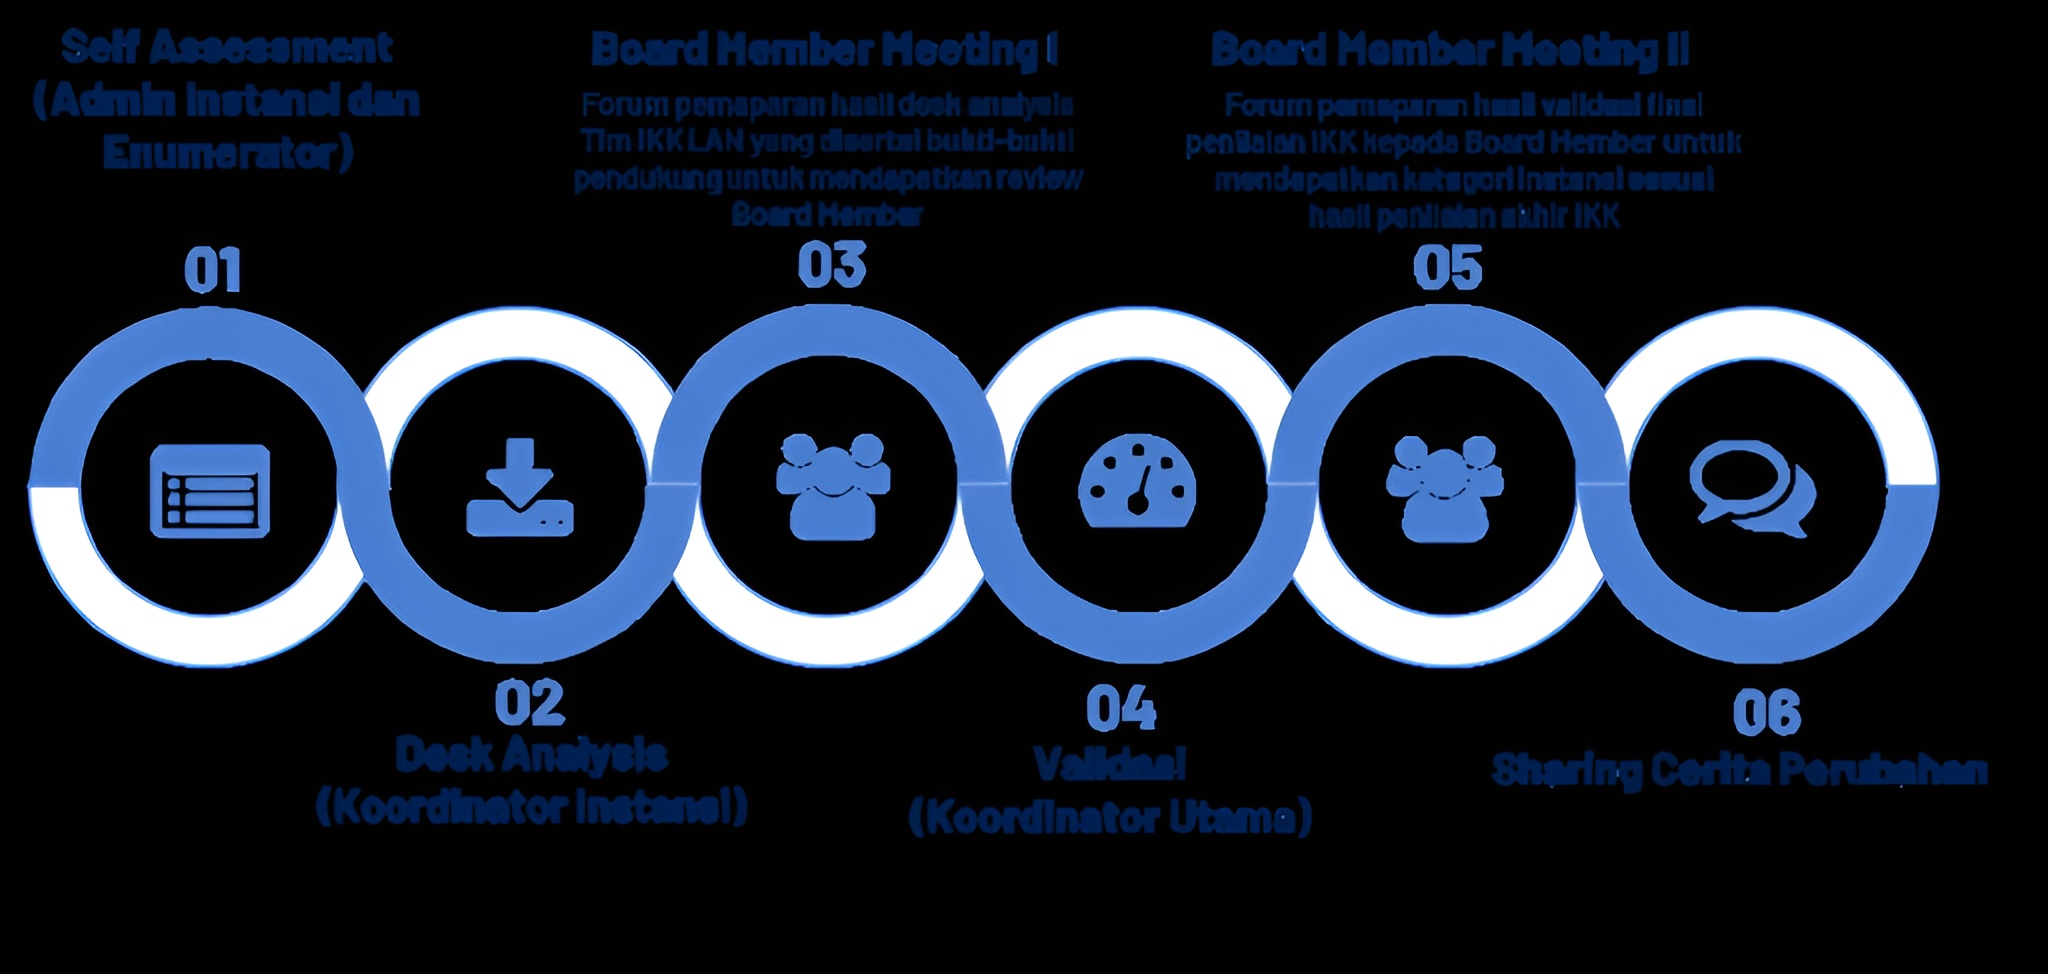 Self Assessment
(Admin Instansi dan
Enumerator)
01
Board Member Meeting I
Forum pemaparan hasil desk analysis
Tim IKK LAN yang disertai bukti-bukti
pendukung untuk mendapatkan review
Board Member
03
Board Member Meeting II
Forum pemaparan hasil validasi final
penilaian IKK kepada Board Member untuk
mendapatkan kategori Instansi sesuai
hasil penilaian akhir IKK
05
02
Desk Analysis
(Koordinator Instansi)
04
Validasi
(Koordinator Utama)
06
Sharing Cerita Perubahan